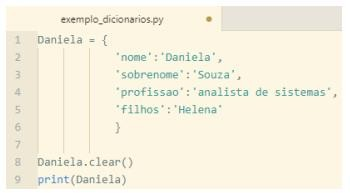 exemplo_dicionarios.py
1 Daniela = {
2 'nome':'Daniela',
3 'sobrenome':'Souza',
4 'profissao':'analista de sistemas',
5 'filhos':'Helena'
6 }
7
8 Daniela.clear()
9 print(Daniela)